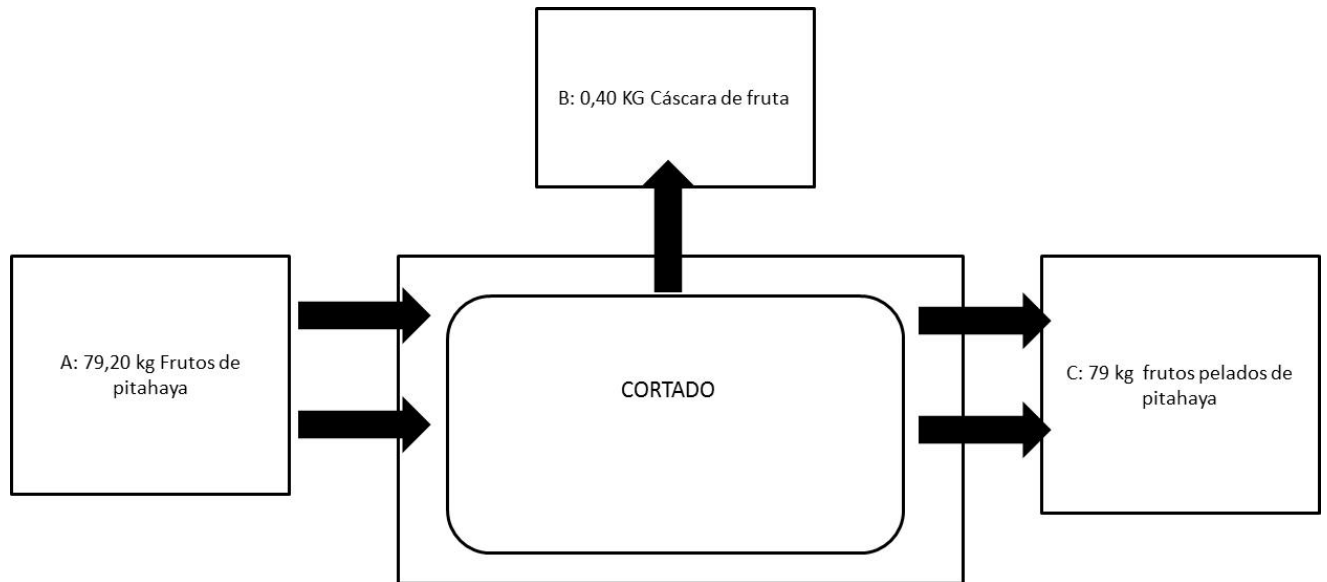 B: 0,40 KG Cáscara de fruta
A: 79,20 kg Frutos de
pitahaya
CORTADO
C: 79 kg frutos pelados de
pitahaya